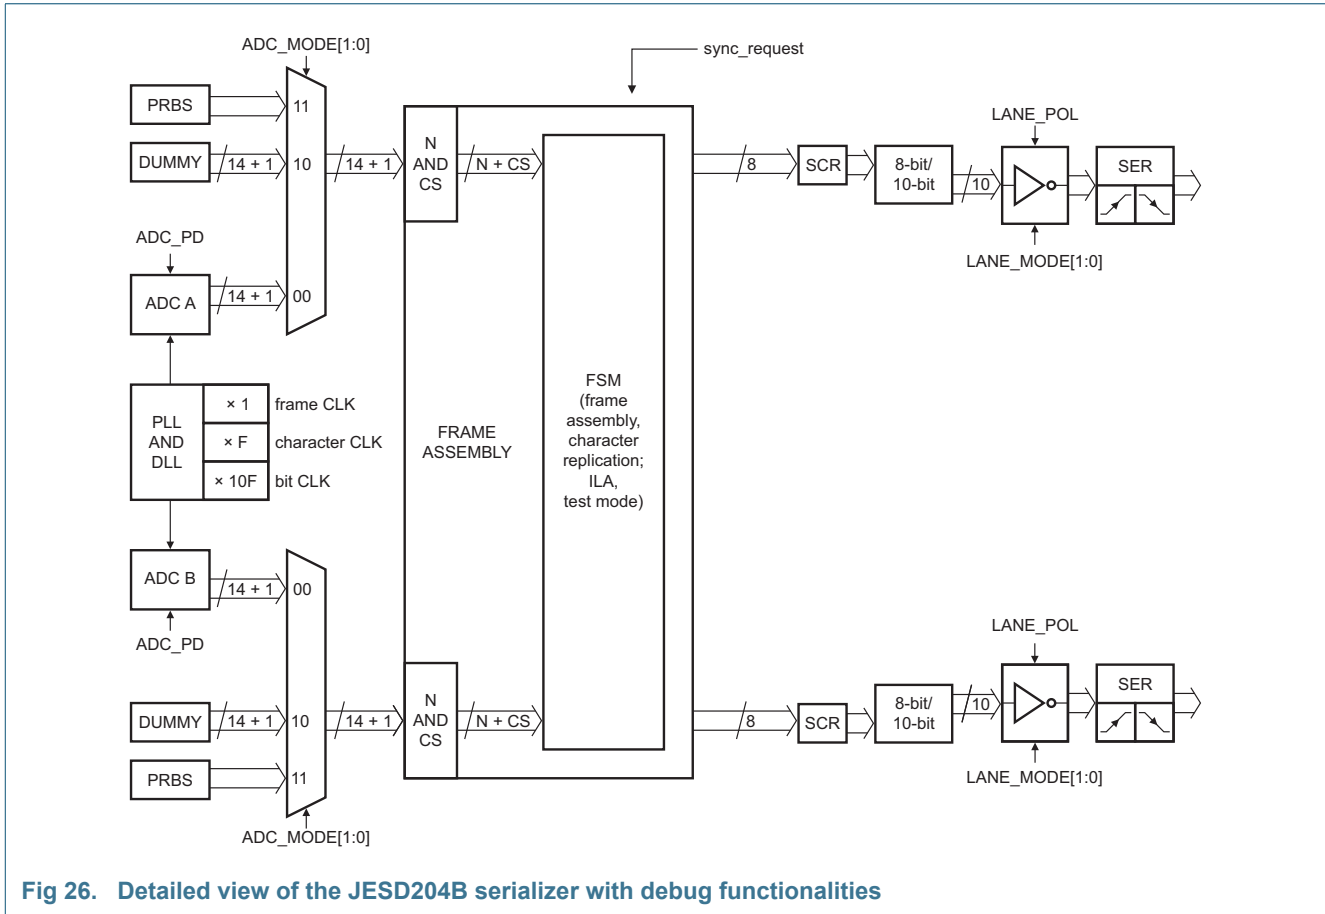 ADC_MODE[1:0]
sync_request
PRBS
11
DUMMY
14 + 1
10
14 + 1
N
AND
CS
N + CS
8
SCR
8-bit/
10-bit
10
LANE_POL
SER
LANE_MODE[1:0]
ADC_PD
ADC A
14 + 1
00
PLL
AND
DLL
× 1
frame CLK
× F
character CLK
× 10F
bit CLK
FRAME
ASSEMBLY
FSM
(frame
assembly,
character
replication;
ILA,
test mode)
ADC B
14 + 1
00
ADC_PD
DUMMY
14 + 1
10
14 + 1
N
AND
CS
N + CS
8
SCR
8-bit/
10-bit
10
LANE_POL
SER
LANE_MODE[1:0]
PRBS
11
ADC_MODE[1:0]
Fig 26. Detailed view of the JESD204B serializer with debug functionalities